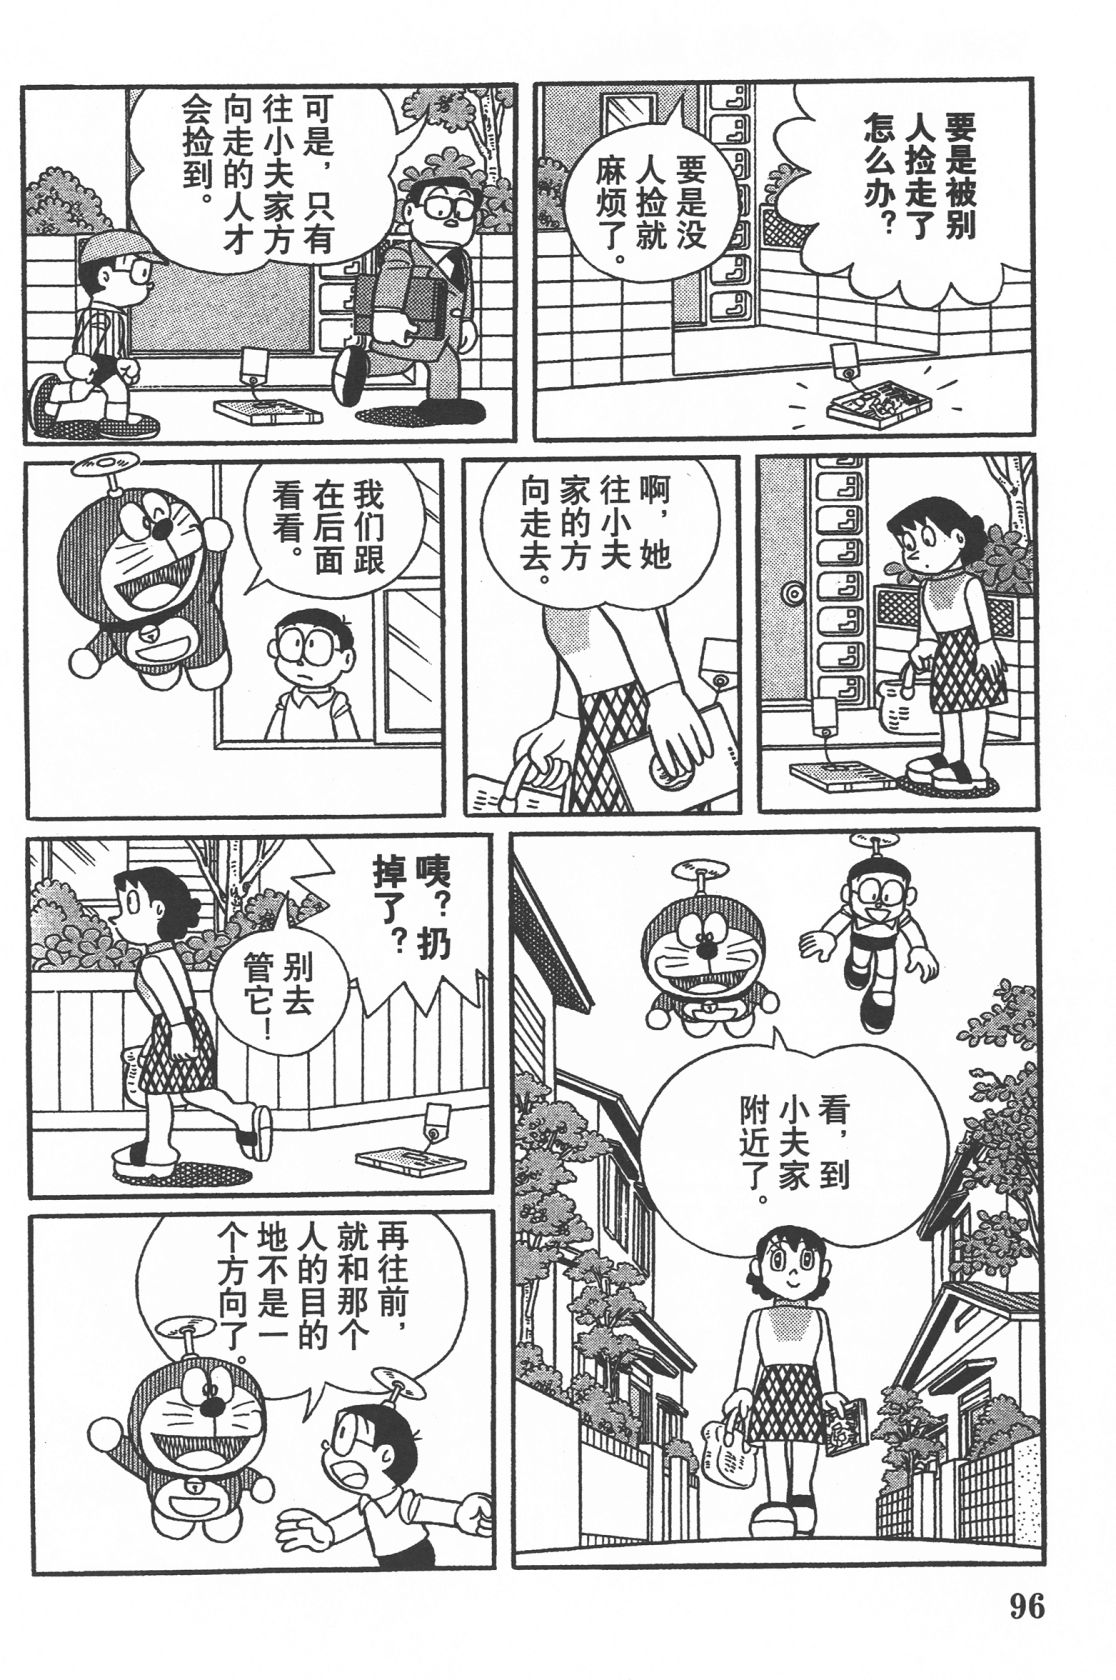 要是被别
人捡走了
怎么办？
要是没
人捡就
麻烦了。
可是，只有
往小夫家方
向走的人才
会捡到。
啊，她
往小夫
家的方
向走去。
我们跟
在后面
看看。
看，到
小夫家
附近了。
咦？扔
掉了？
别去
管它！
再往前，
就和那个
人的目的
地不是一
个方向了。
96